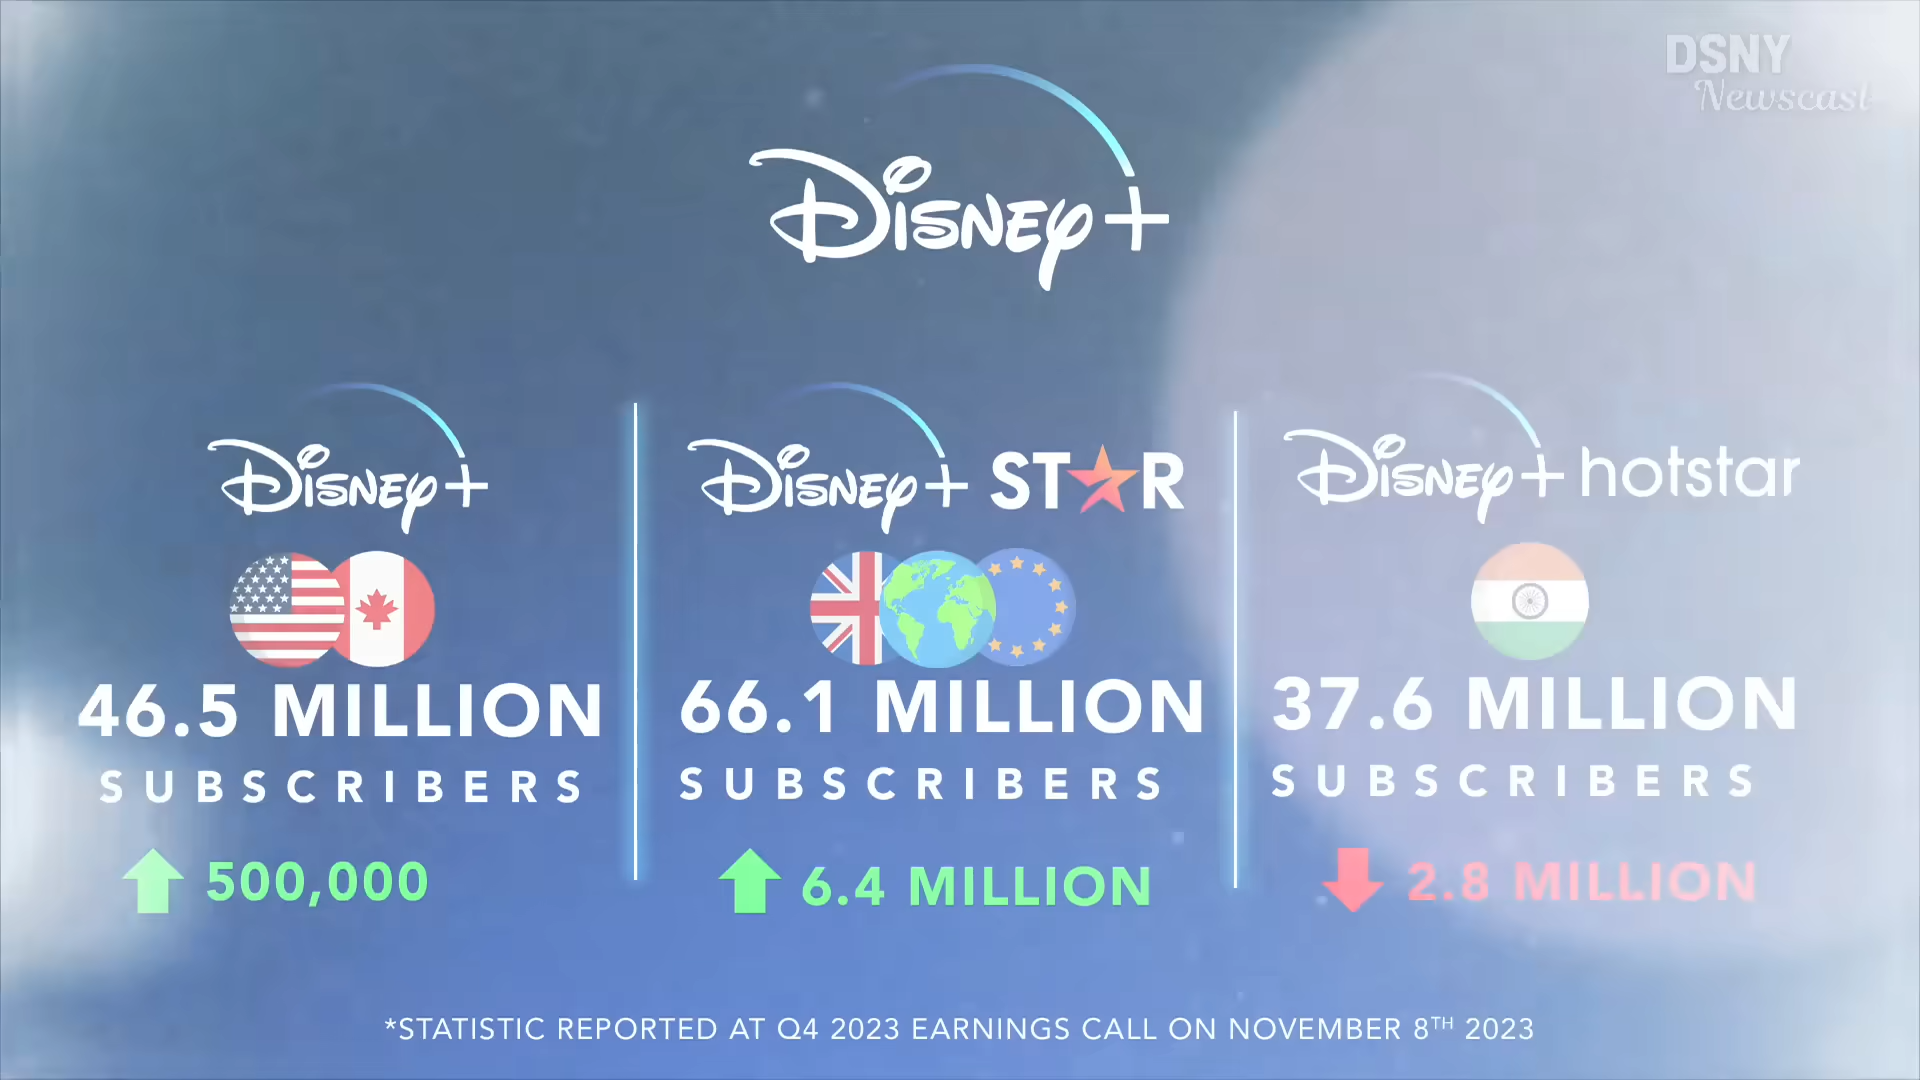 DSNY
Newscast
Disney+
Disney+
Disney+ STAR
Disney+ hotstar
46.5 MILLION
SUBSCRIBERS
500,000
66.1 MILLION
SUBSCRIBERS
6.4 MILLION
37.6 MILLION
SUBSCRIBERS
2.8 MILLION
*STATISTIC REPORTED AT Q4 2023 EARNINGS CALL ON NOVEMBER 8TH 2023